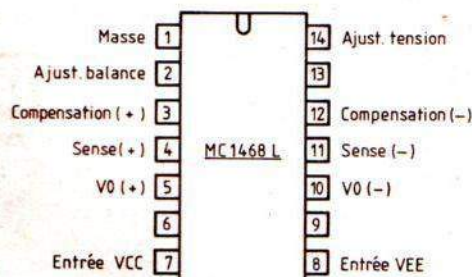 Masse 1 14 Ajust. tension
Ajust. balance 2 13
Compensation (+) 3 12 Compensation (-)
Sense (+) 4 MC1468 L 11 Sense (-)
V0 (+) 5 10 V0 (-)
6 9
Entrée VCC 7 8 Entrée VEE